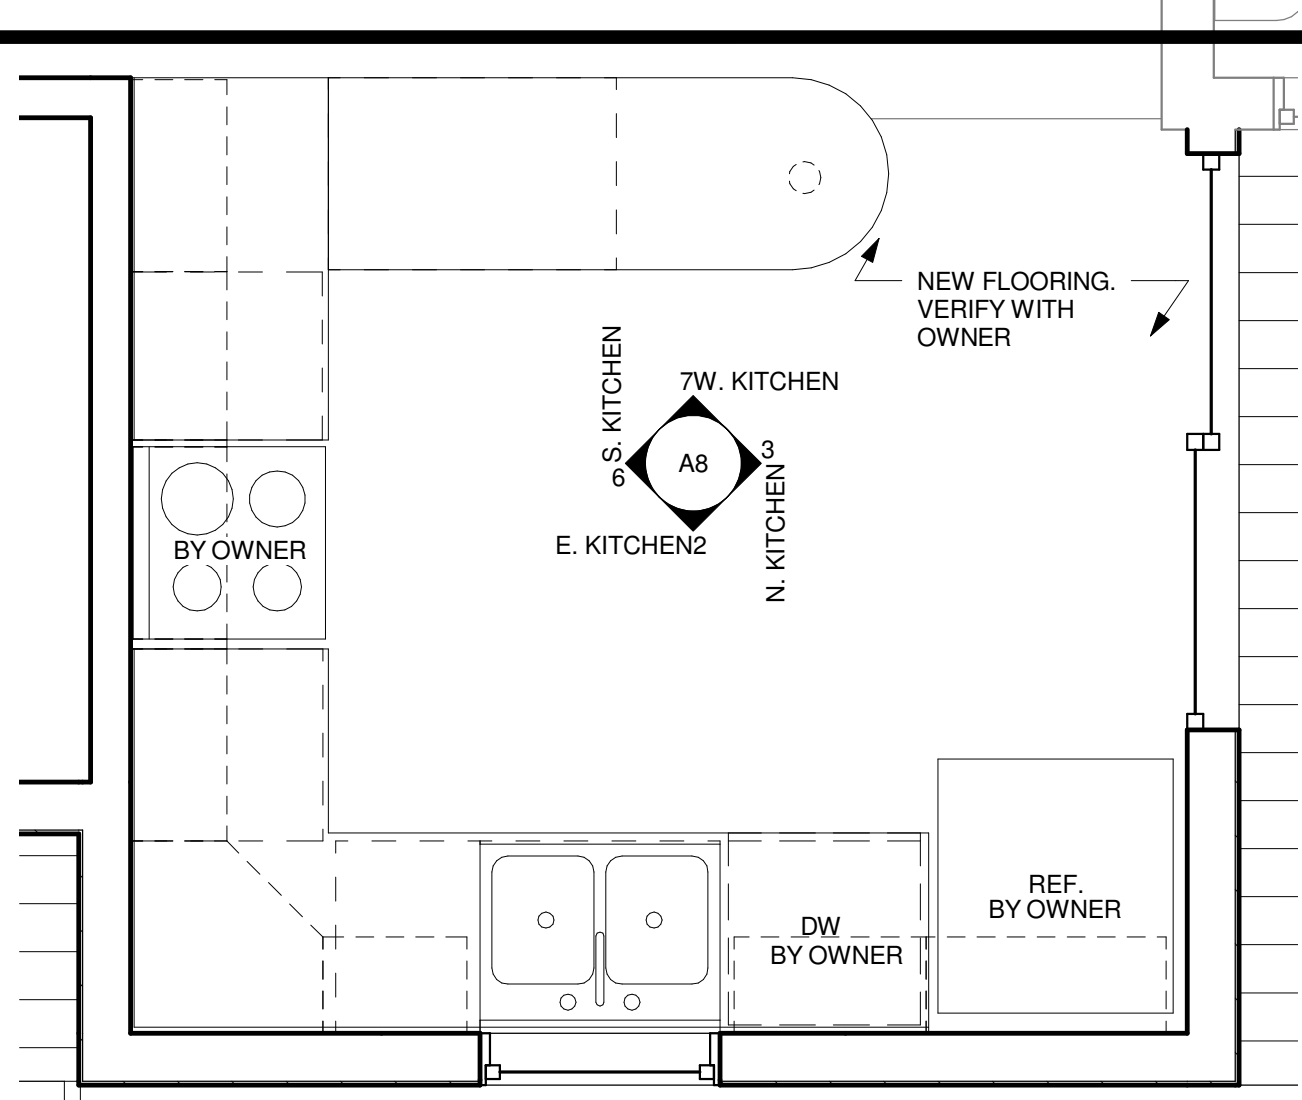 NEW FLOORING.
VERIFY WITH
OWNER
S. KITCHEN
6
7W. KITCHEN
A8
3
N. KITCHEN
E. KITCHEN2
BY OWNER
REF.
BY OWNER
DW
BY OWNER